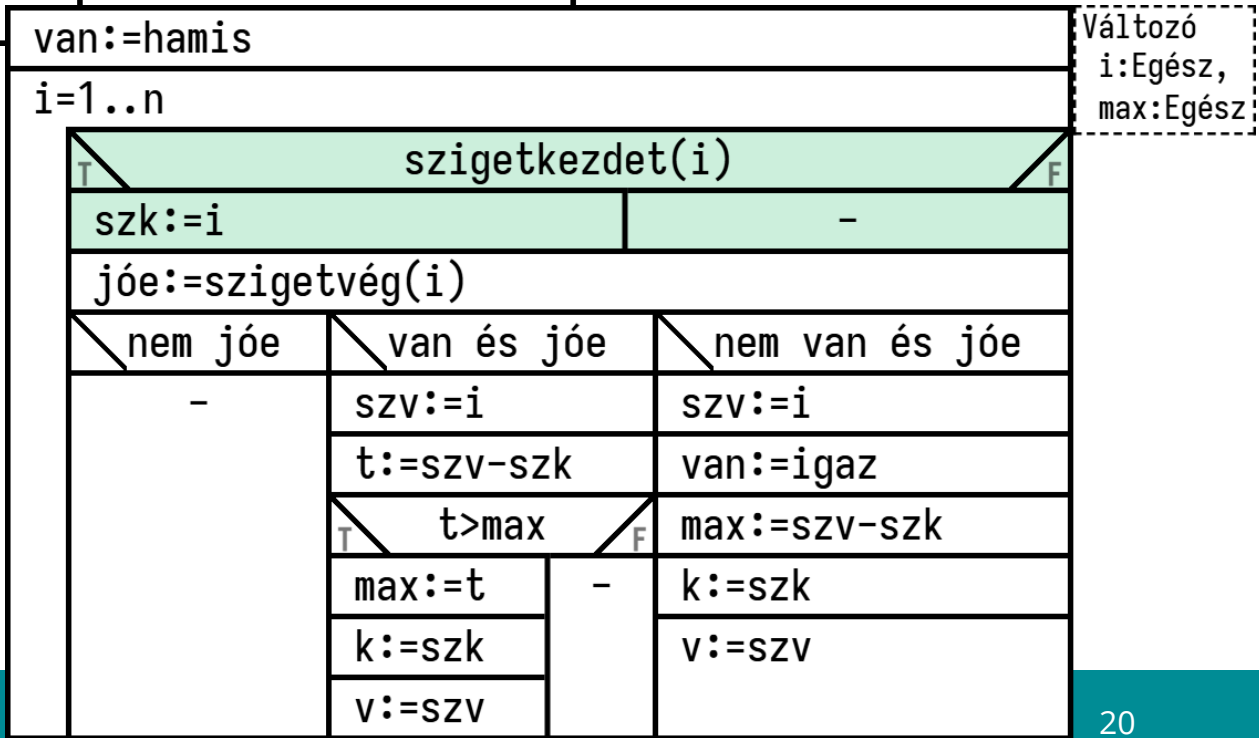 van:=hamis
Változó
i:Egész,
max:Egész
i=1..n
T szigetkezdet(i) F
szk:=i -
jóe:=szigetvég(i)
nem jóe van és jóe nem van és jóe
- szv:=i szv:=i
t:=szv-szk van:=igaz
T t>max F max:=szv-szk
max:=t - k:=szk
k:=szk v:=szv
v:=szv
20